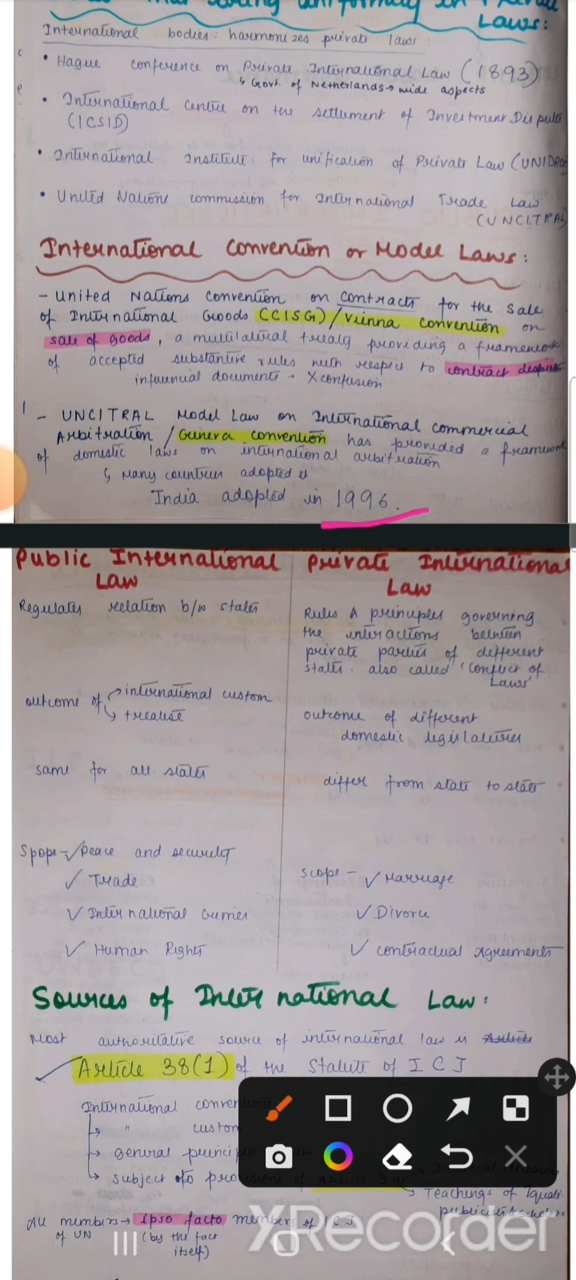 Laws:
International bodies: harmonizes private laws:
• Hague conference on Private International Law (1893)
↳ Govt. of Netherlands → wide aspects
• International Centre on the settlement of Investment Disputes
(ICSID)
• International Institute for unification of Private Law (UNIDRO
• United Nations commission for International Trade Law
(UNCITRAL)
International Convention or Model Laws:
- United Nations Convention on contracts for the sale
of International Goods (CISG)/Vienna convention on
sale of goods, a multilateral treaty providing a framework
of accepted substantive rules with respect to contract disputes
influencial documents → X confusion
- UNCITRAL Model Law on International commercial
Arbitration / Geneva convention has provided a framework
of domestic laws on international arbitration
↳ Many countries adopted it
India adopted in 1996.
Public International Law
Regulates relation b/w states
outcome of → international custom
↳ treatise
same for all states
Spope - ✓ Peace and security
✓ Trade
✓ International Crimes
✓ Human Rights
Private International Law
Rules & principles governing
the interactions between
private parties of different
states. also called 'Conflict of
Laws'
outcome of different
domestic legislatures
differ from state to state
scope - ✓ Marriage
✓ Divorce
✓ contractual Agreements
Sources of International Law:
Most authoritative source of international law is
✓ Article 38(1) of the Statute of ICJ
International conventions
↳ " custom
↳ general princip
↳ subject to
Teachings of
All members → Ipso facto members of ICJ
of UN (by the fact
itself)
XRecorder